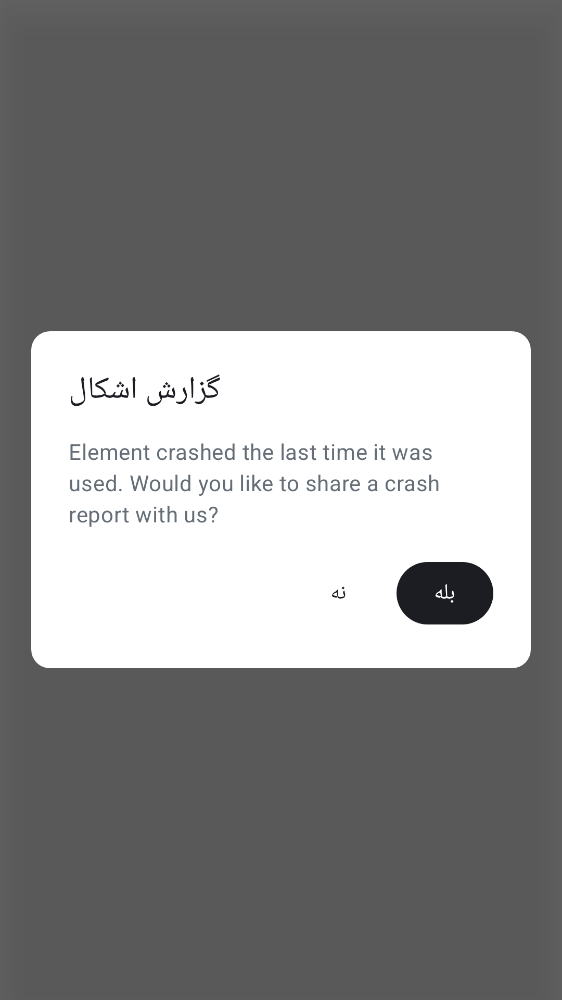 گزارش اشکال
Element crashed the last time it was
used. Would you like to share a crash
report with us?
نه
بله